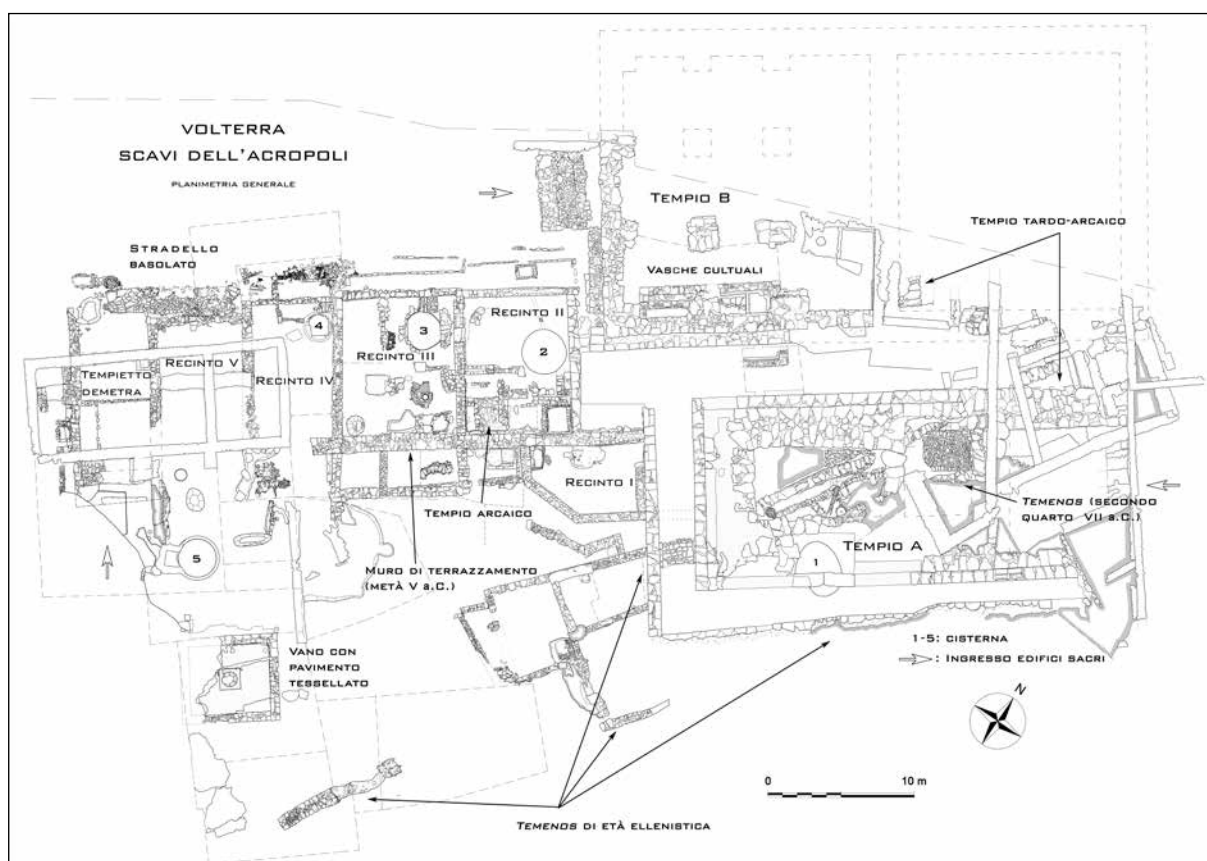 VOLTERRA
SCAVI DELL'ACROPOLI
PLANIMETRIA GENERALE
TEMPIO B
TEMPIO TARDO-ARCAICO
STRADELLO
BASOLATO
VASCHE CULTUALI
4
3
RECINTO II
2
RECINTO V
RECINTO III
TEMPIETTO
DEMETRA
RECINTO IV
RECINTO I
TEMENOS (SECONDO
QUARTO VII A.C.)
TEMPIO ARCAICO
TEMPIO A
1
5
MURO DI TERRAZZAMENTO
(METÀ V A.C.)
1-5: CISTERNA
: INGRESSO EDIFICI SACRI
VANO CON
PAVIMENTO
TESSELLATO
N
0 10 m
TEMENOS DI ETÀ ELLENISTICA